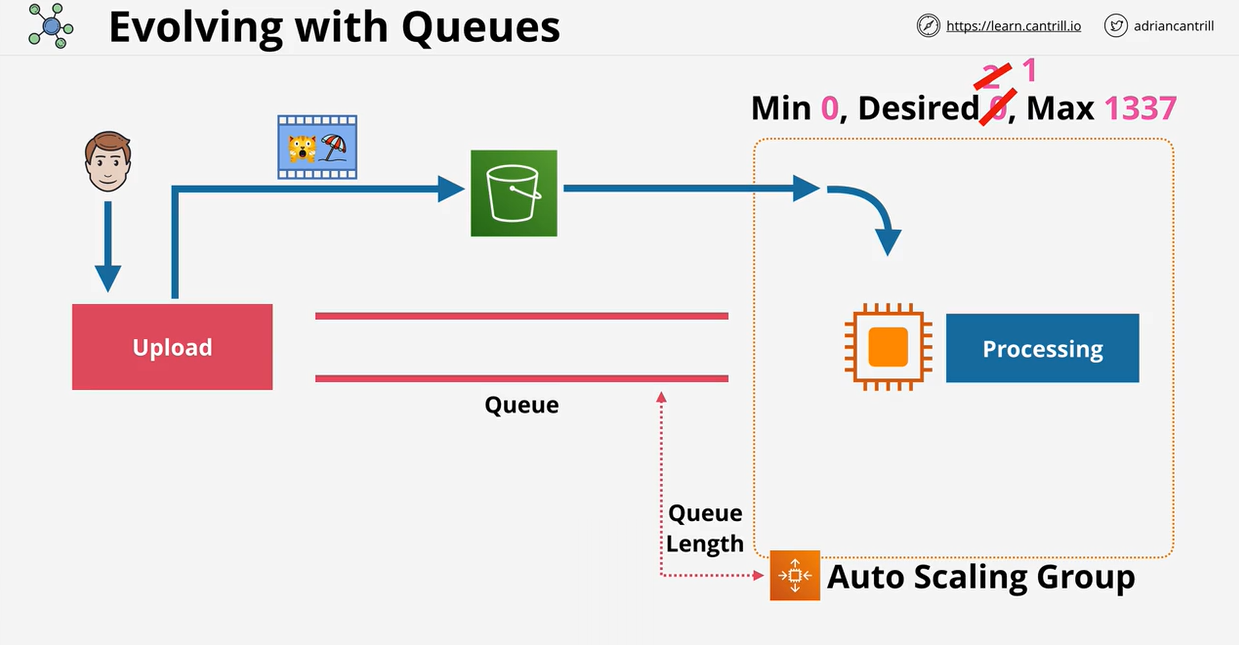 Evolving with Queues
https://learn.cantrill.io
adriancantrill
2 1
Min 0, Desired 0, Max 1337
Upload
Processing
Queue
Queue
Length
Auto Scaling Group